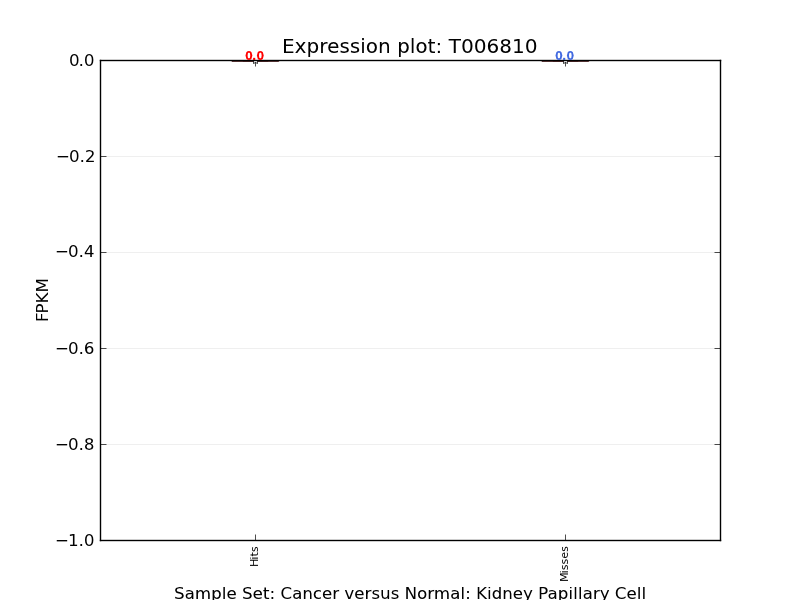 Expression plot: T006810
0.0 0.0
0.0
−0.2
−0.4
−0.6
−0.8
−1.0
FPKM
Hits
Misses
Sample Set: Cancer versus Normal: Kidney Papillary Cell